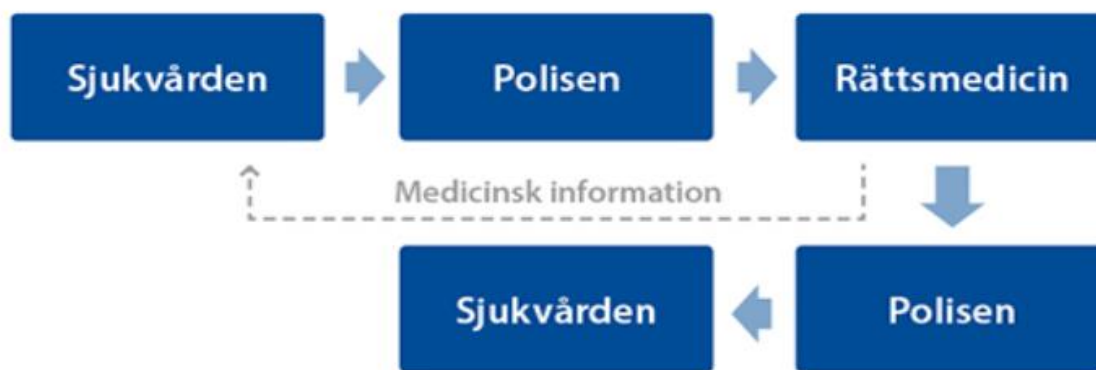 Sjukvården
Polisen
Rättsmedicin
Medicinsk information
Sjukvården
Polisen